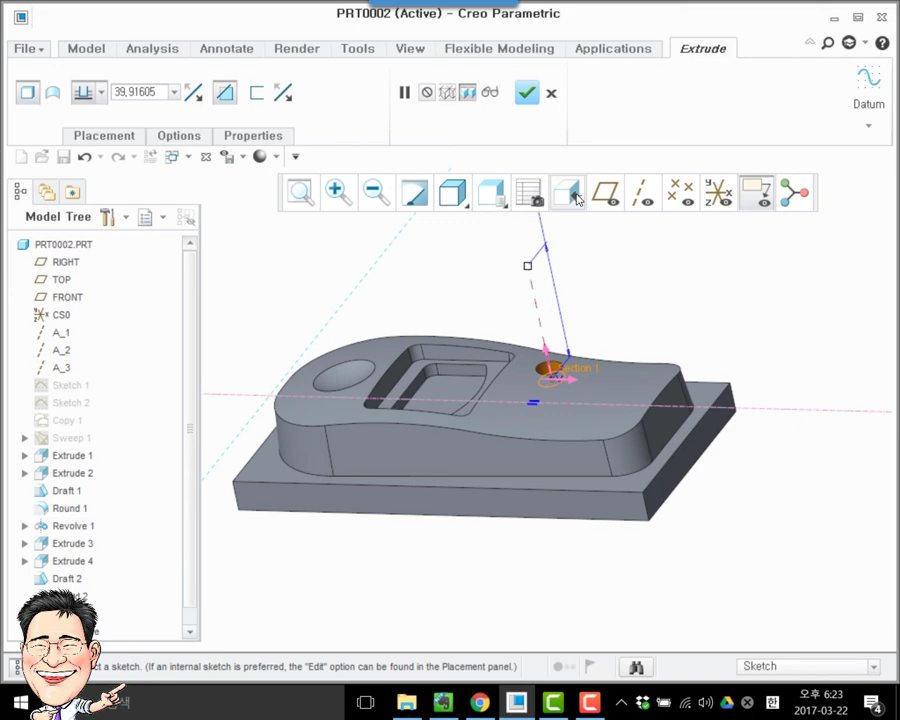 PRT0002 (Active) - Creo Parametric
File
Model
Analysis
Annotate
Render
Tools
View
Flexible Modeling
Applications
Extrude
39,91605
Datum
Placement
Options
Properties
Model Tree
PRT0002.PRT
RIGHT
TOP
FRONT
CS0
A_1
A_2
A_3
Sketch 1
Sketch 2
Copy 1
Sweep 1
Extrude 1
Extrude 2
Draft 1
Round 1
Revolve 1
Extrude 3
Extrude 4
Draft 2
Section 1
t a sketch. (If an internal sketch is preferred, the "Edit" option can be found in the Placement panel.)
Sketch
한
오후 6:23
2017-03-22
4